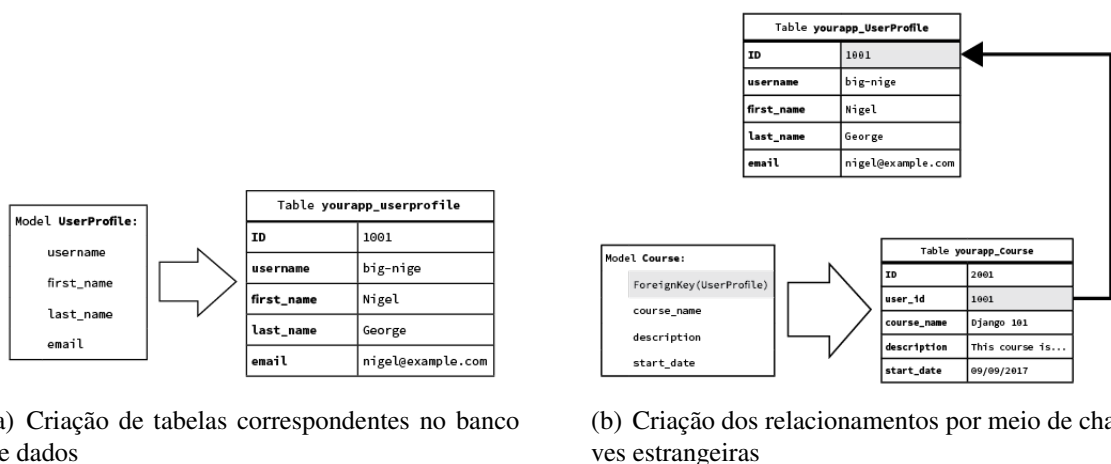 Model UserProfile:
username
first_name
last_name
email
Table yourapp_userprofile
ID 1001
username big-nige
first_name Nigel
last_name George
email nigel@example.com
a) Criação de tabelas correspondentes no banco
e dados
Table yourapp_UserProfile
ID 1001
username big-nige
first_name Nigel
last_name George
email nigel@example.com
Model Course:
ForeignKey(UserProfile)
course_name
description
start_date
Table yourapp_Course
ID 2001
user_id 1001
course_name Django 101
description This course is...
start_date 09/09/2017
(b) Criação dos relacionamentos por meio de cha
ves estrangeiras